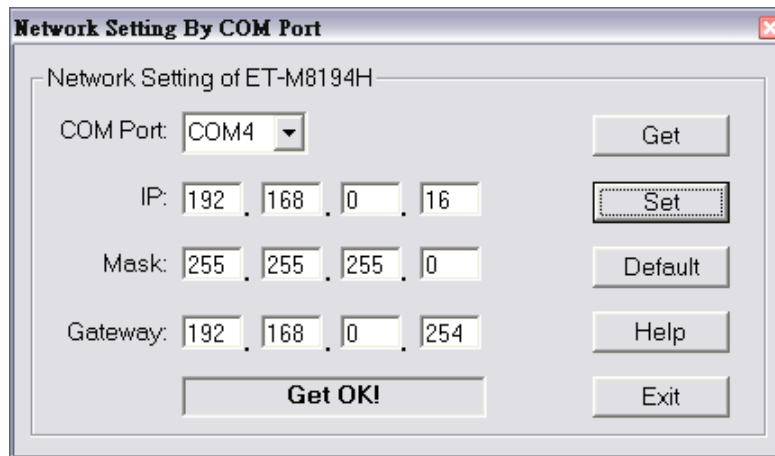 Network Setting By COM Port
Network Setting of ET-M8194H
COM Port: COM4 Get
IP: 192 . 168 . 0 . 16 Set
Mask: 255 . 255 . 255 . 0 Default
Gateway: 192 . 168 . 0 . 254 Help
Get OK! Exit